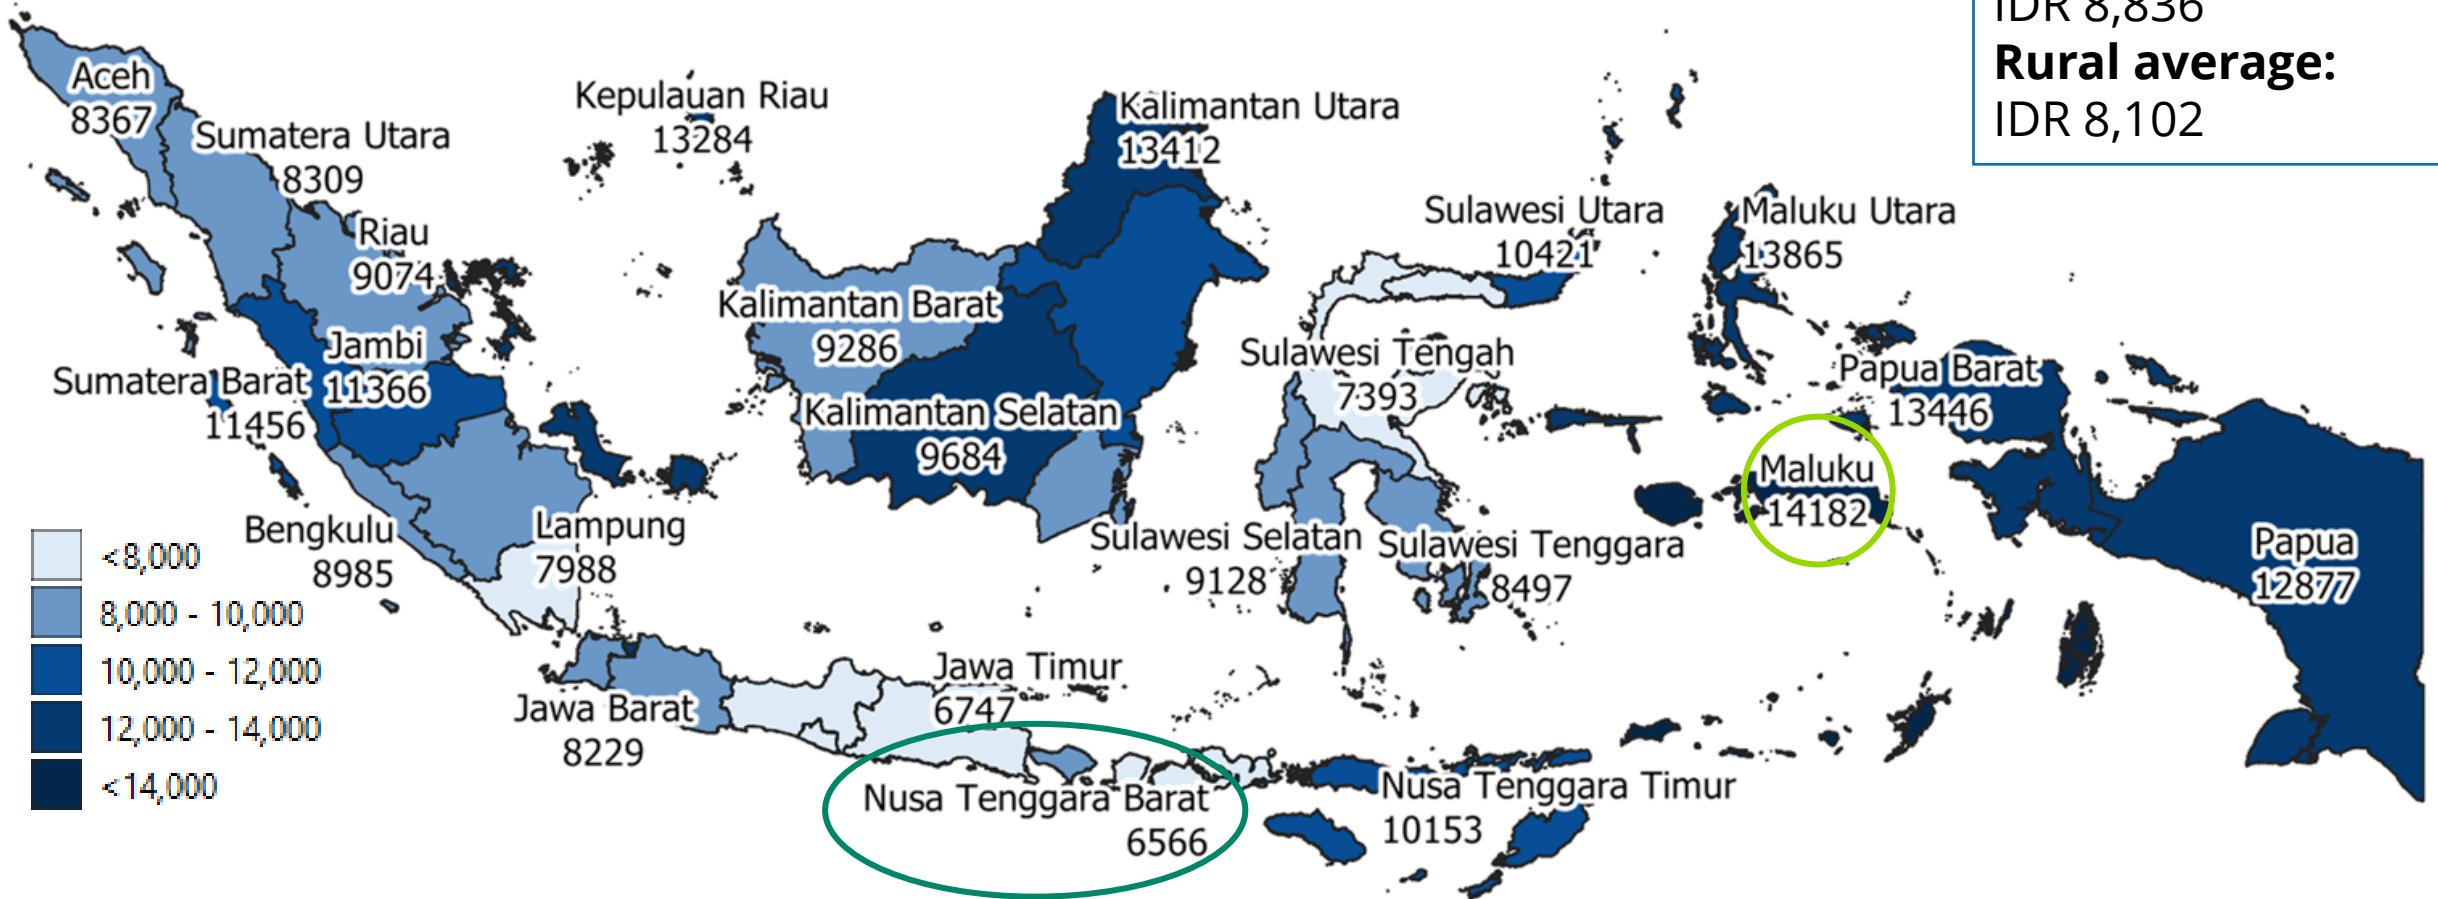 IDR 8,836
Rural average:
IDR 8,102
Aceh
8367
Sumatera Utara
8309
Riau
9074
Kepulauan Riau
13284
Kalimantan Utara
13412
Sulawesi Utara
10421
Maluku Utara
13865
Kalimantan Barat
9286
Jambi
11366
Sumatera Barat
11456
Sulawesi Tengah
7393
Papua Barat
13446
Kalimantan Selatan
9684
Maluku
14182
Bengkulu
8985
Lampung
7988
Sulawesi Selatan
9128
Sulawesi Tenggara
8497
Papua
12877
Jawa Barat
8229
Jawa Timur
6747
Nusa Tenggara Barat
6566
Nusa Tenggara Timur
10153
<8,000
8,000 - 10,000
10,000 - 12,000
12,000 - 14,000
<14,000